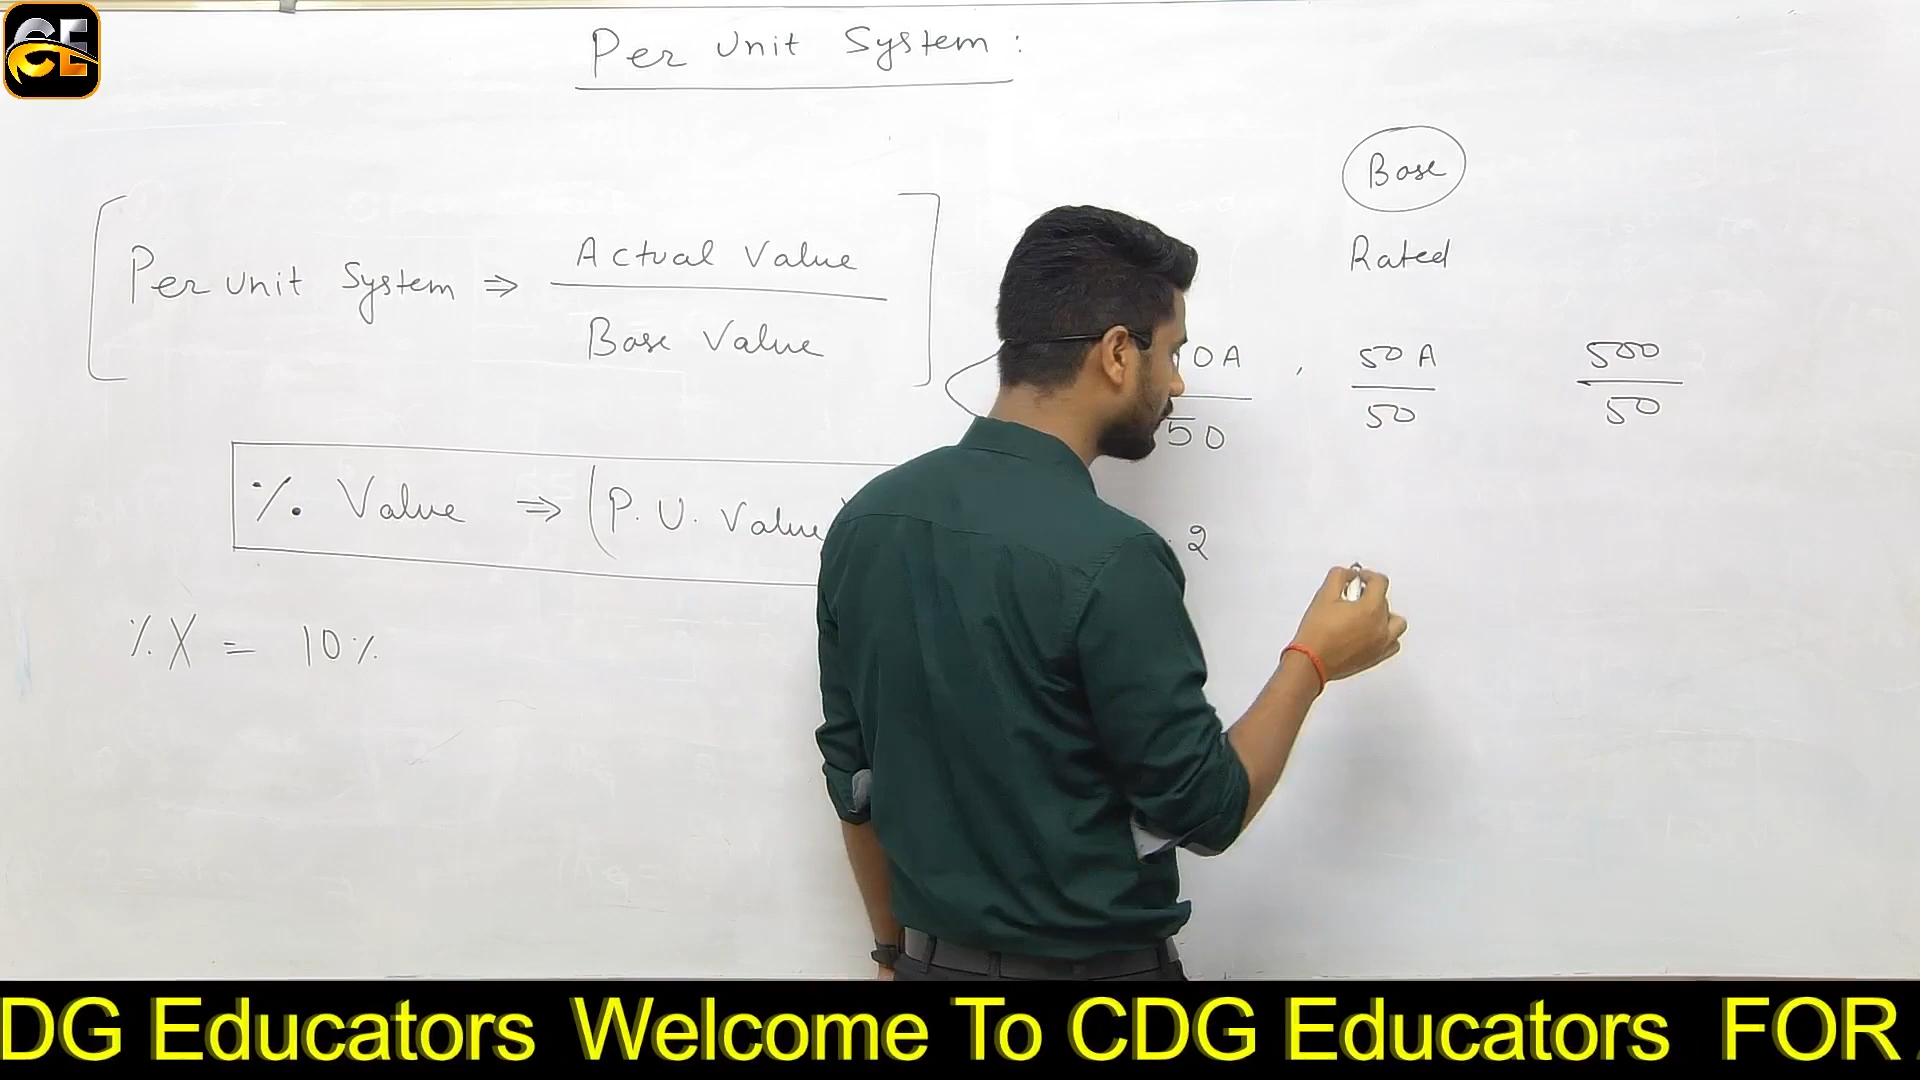 CE
Per Unit System :
Base
Rated
Per unit System ⇒ Actual Value
Base Value
0A , 50A 500
50 50 50
% Value ⇒ (P.U. Value
. 2
% X = 10%
DG Educators Welcome To CDG Educators FOR